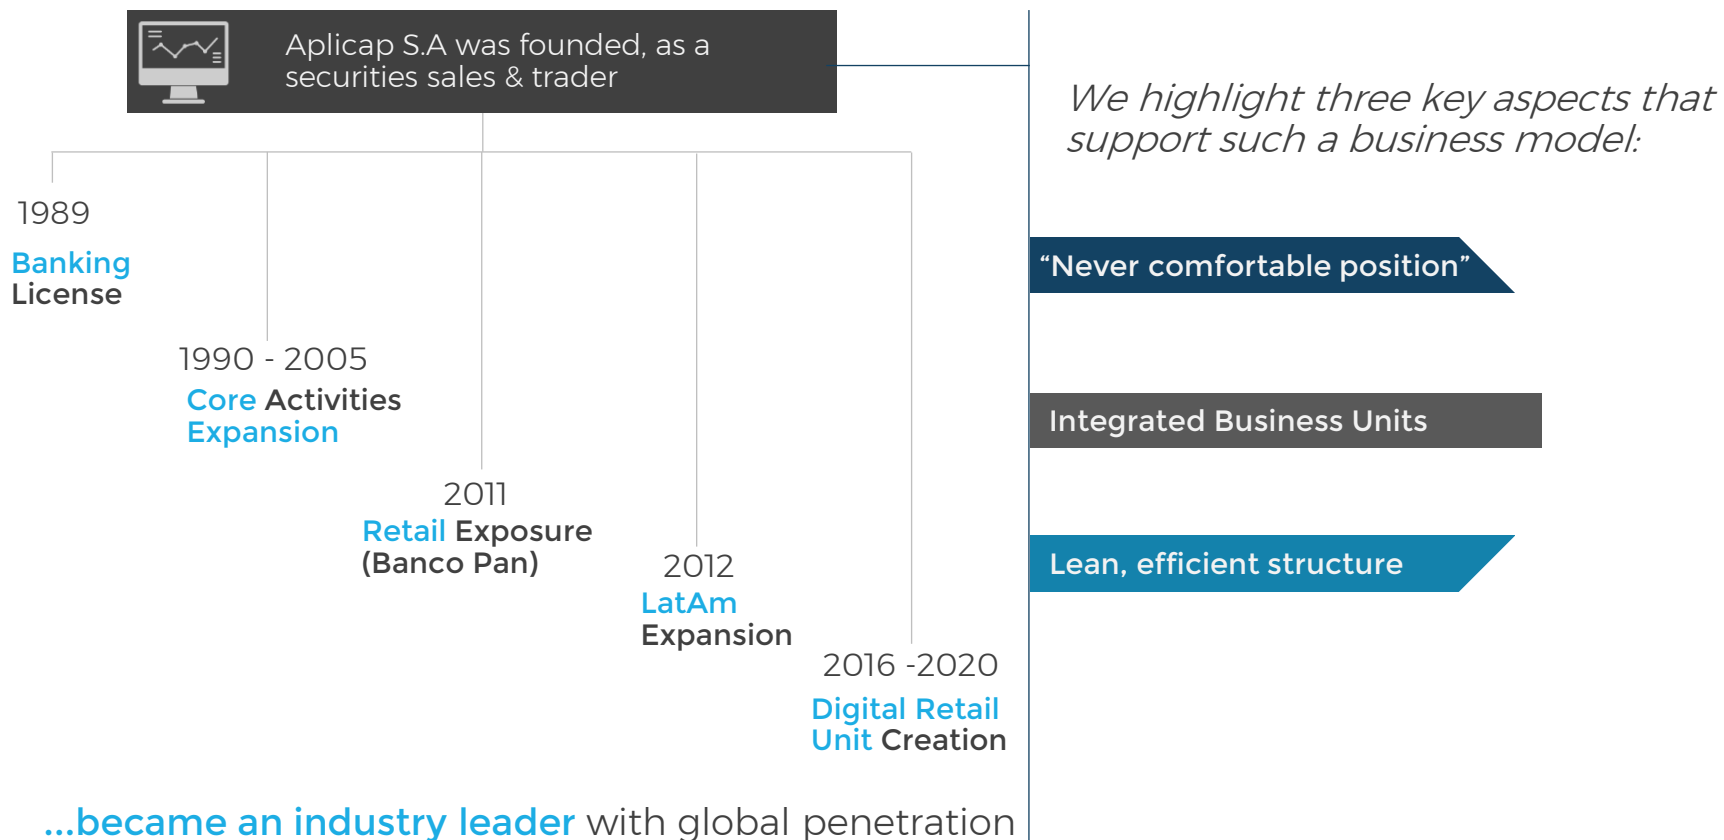 Aplicap S.A was founded, as a
securities sales & trader
1989
Banking
License
1990 - 2005
Core Activities
Expansion
2011
Retail Exposure
(Banco Pan)
2012
LatAm
Expansion
2016 -2020
Digital Retail
Unit Creation
...became an industry leader with global penetration
We highlight three key aspects that
support such a business model:
“Never comfortable position”
Integrated Business Units
Lean, efficient structure